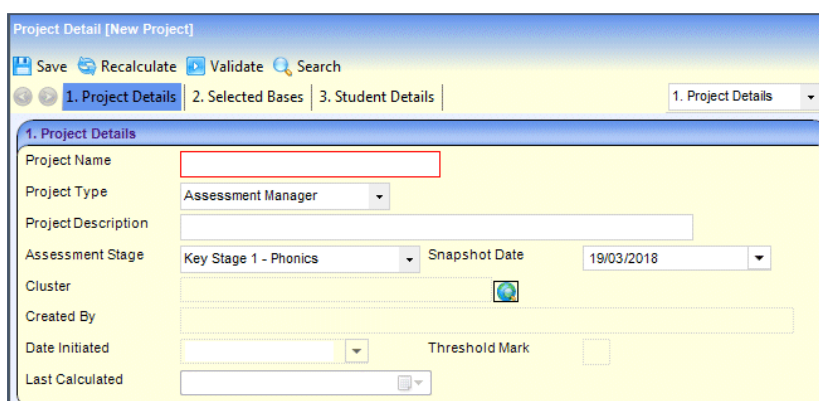 Project Detail [New Project]
Save Recalculate Validate Search
1. Project Details 2. Selected Bases 3. Student Details 1. Project Details
1. Project Details
Project Name
Project Type Assessment Manager
Project Description
Assessment Stage Key Stage 1 - Phonics Snapshot Date 19/03/2018
Cluster
Created By
Date Initiated Threshold Mark
Last Calculated